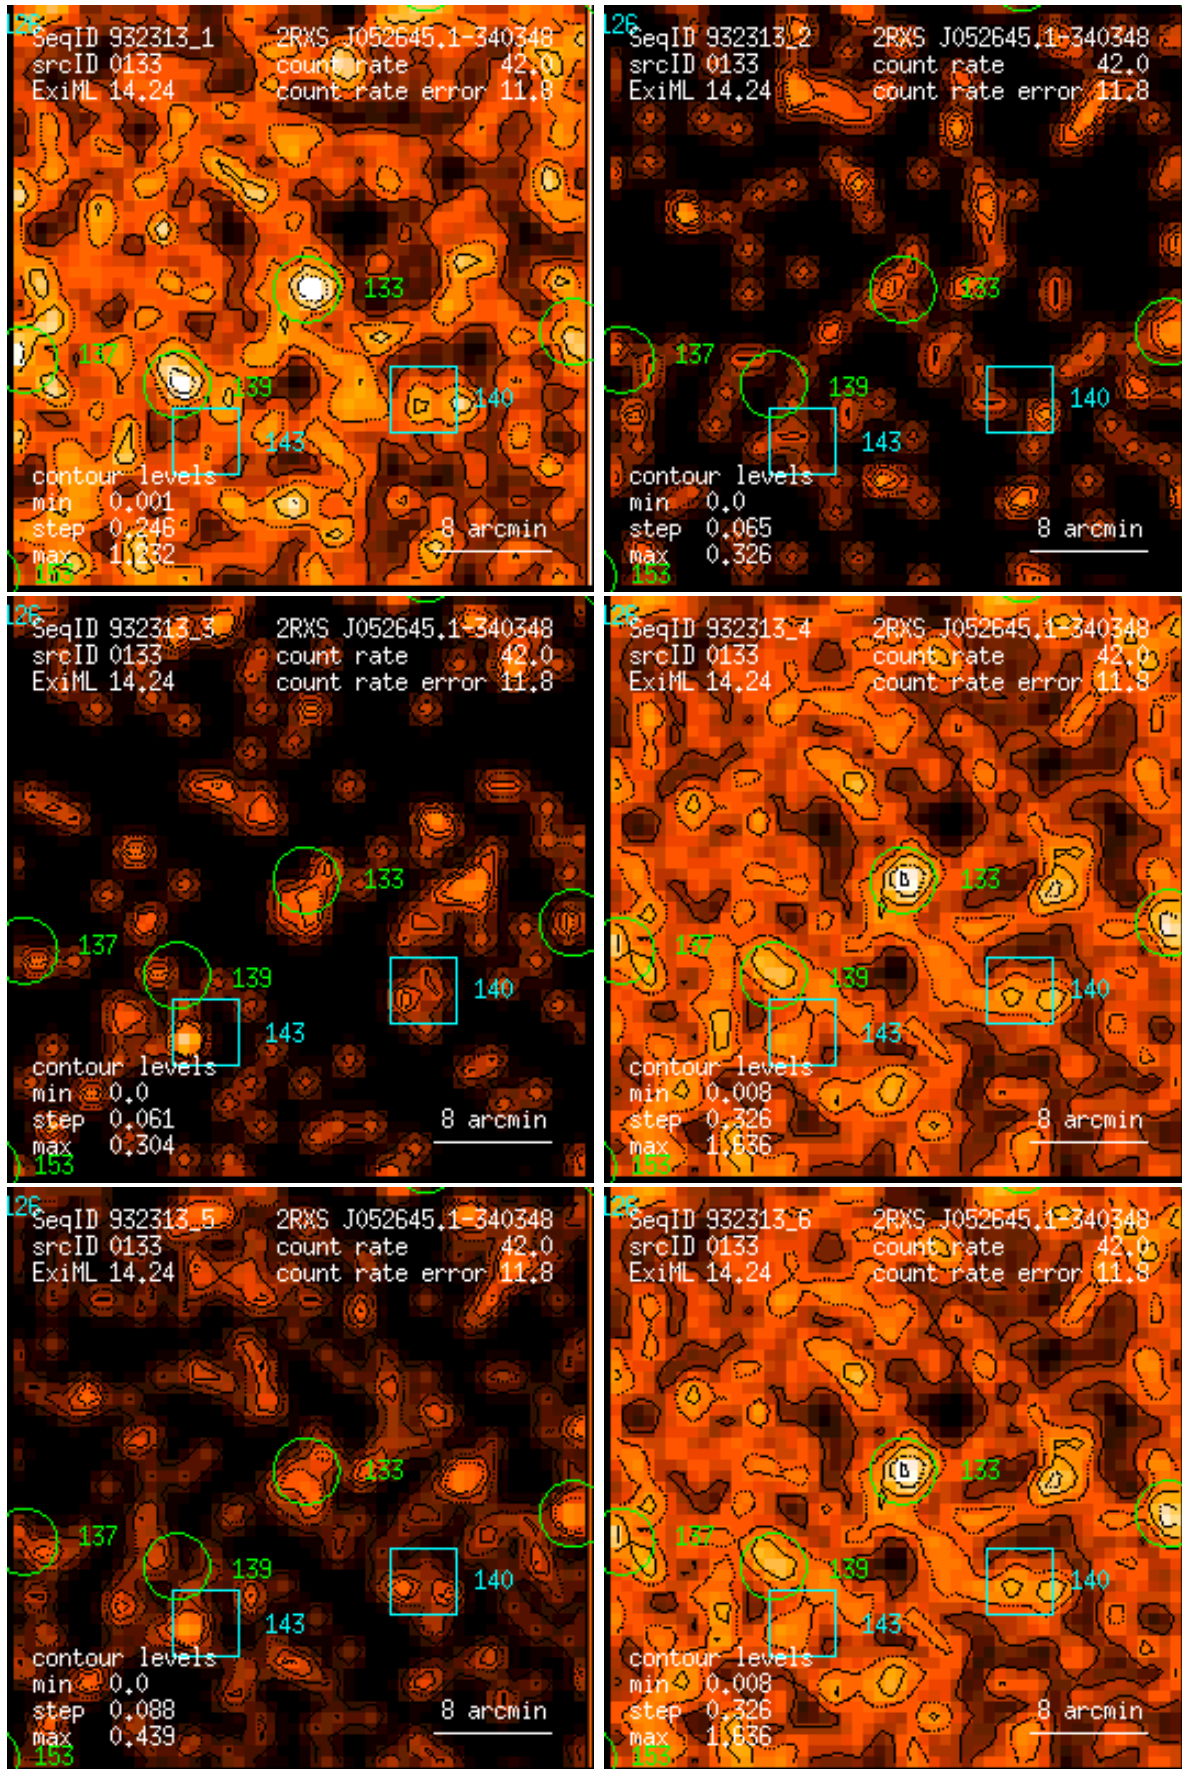 126
SeqID 932313_1 2RXS J052645.1-340348
srcID 0133 count rate 42.0
ExiML 14.24 count rate error 11.8
133
137
139
140
143
contour levels
min 0.001
step 0.246 8 arcmin
max 1.232
153
126
SeqID 932313_2 2RXS J052645.1-340348
srcID 0133 count rate 42.0
ExiML 14.24 count rate error 11.8
133
137
139
140
143
contour levels
min 0.0
step 0.065 8 arcmin
max 0.326
153
126
SeqID 932313_3 2RXS J052645.1-340348
srcID 0133 count rate 42.0
ExiML 14.24 count rate error 11.8
133
137
139
140
143
contour levels
min 0.0
step 0.061 8 arcmin
max 0.304
153
126
SeqID 932313_4 2RXS J052645.1-340348
srcID 0133 count rate 42.0
ExiML 14.24 count rate error 11.8
133
137
139
140
143
contour levels
min 0.008
step 0.326 8 arcmin
max 1.636
153
126
SeqID 932313_5 2RXS J052645.1-340348
srcID 0133 count rate 42.0
ExiML 14.24 count rate error 11.8
133
137
139
140
143
contour levels
min 0.0
step 0.088 8 arcmin
max 0.439
153
126
SeqID 932313_6 2RXS J052645.1-340348
srcID 0133 count rate 42.0
ExiML 14.24 count rate error 11.8
133
137
139
140
143
contour levels
min 0.008
step 0.326 8 arcmin
max 1.636
153